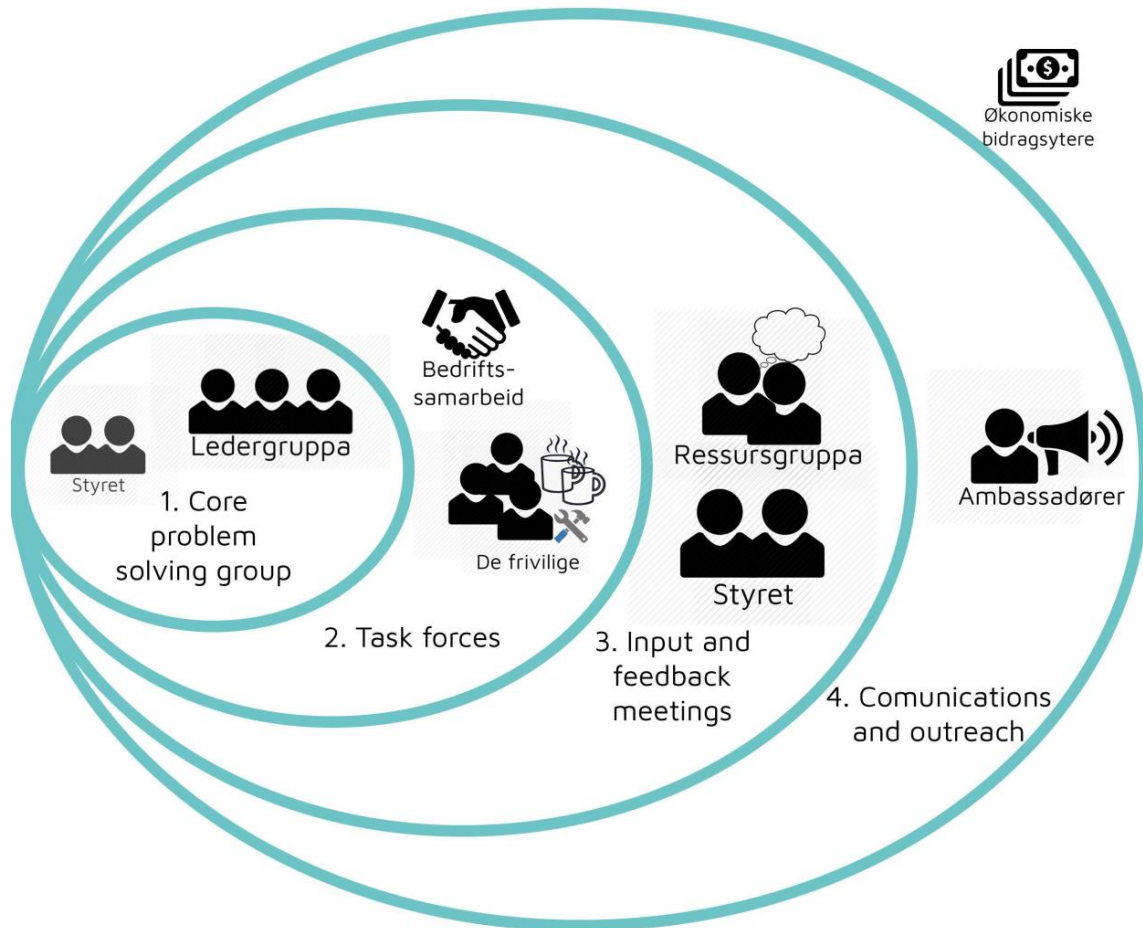 Økonomiske
bidragsytere
Bedrifts-
samarbeid
Ledergruppa
Styret
1. Core
problem
solving group
De frivilige
2. Task forces
Ressursgruppa
Styret
3. Input and
feedback
meetings
Ambassadører
4. Comunications
and outreach